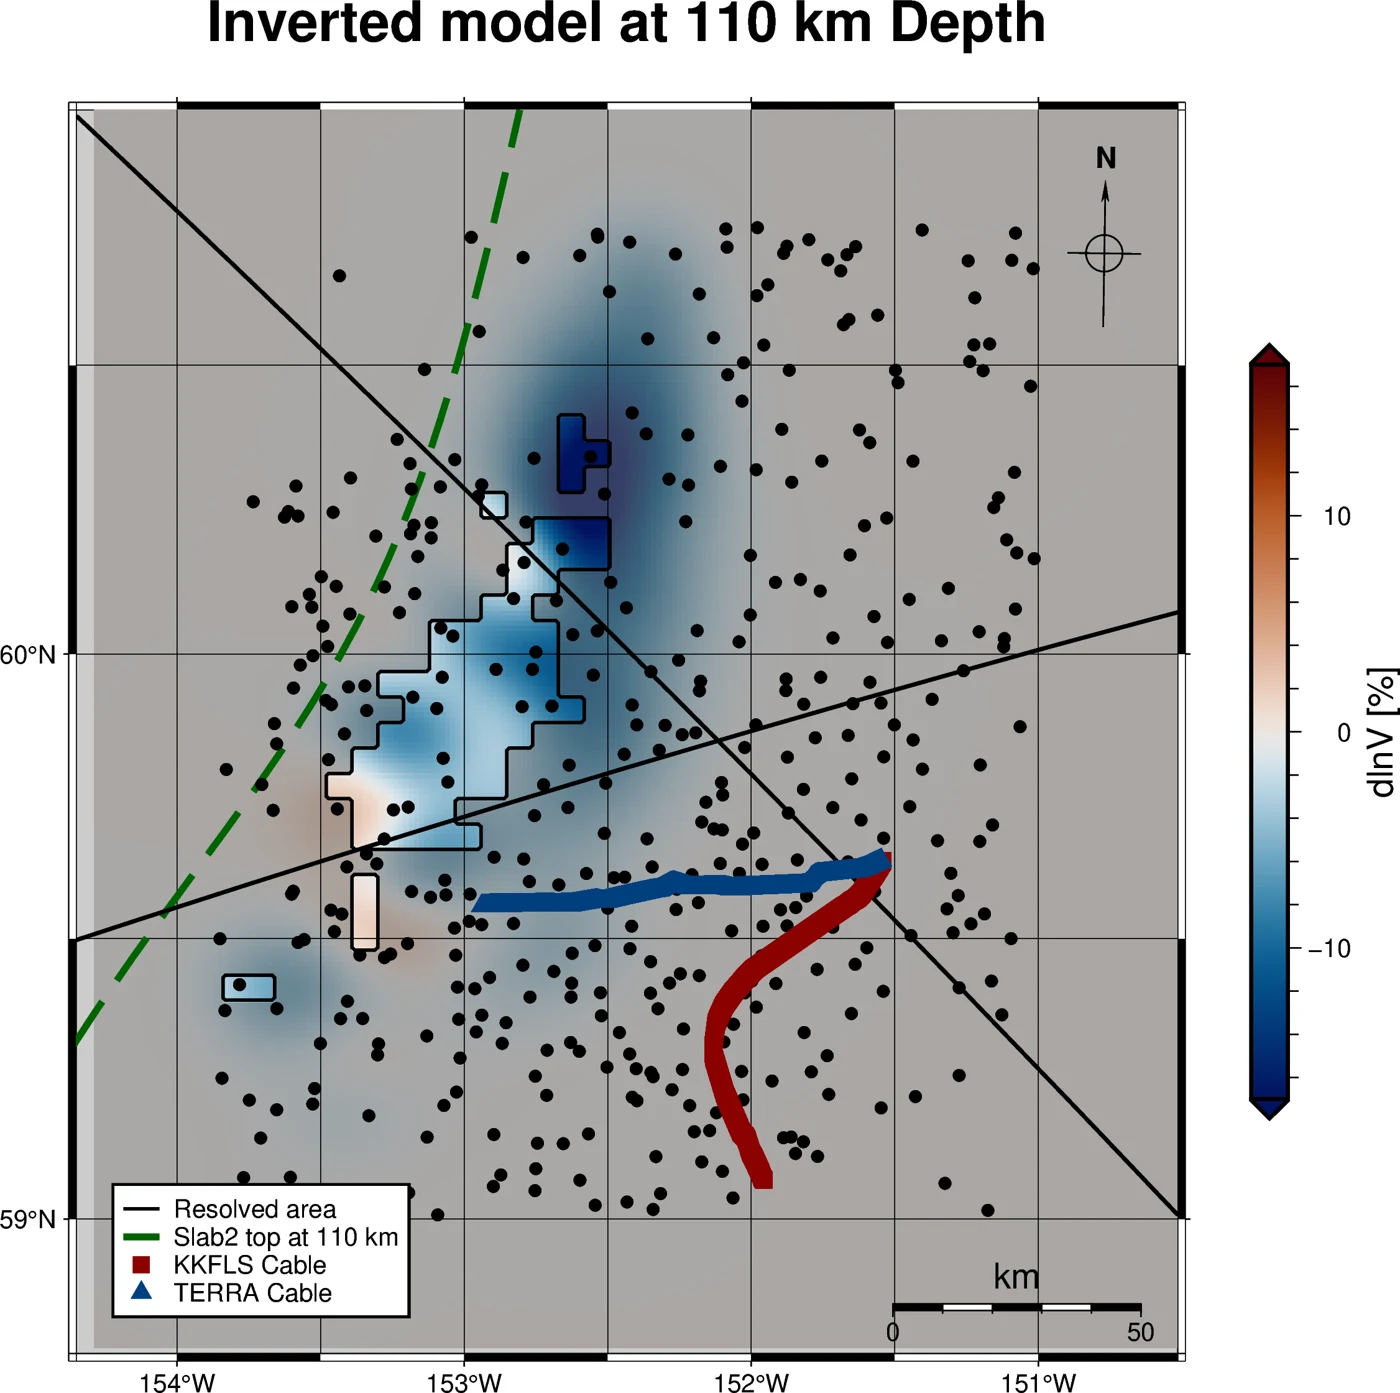 Inverted model at 110 km Depth
N
10
0
−10
dlnV [%]
60°N
59°N
Resolved area
Slab2 top at 110 km
KKFLS Cable
TERRA Cable
km
0 50
154°W 153°W 152°W 151°W